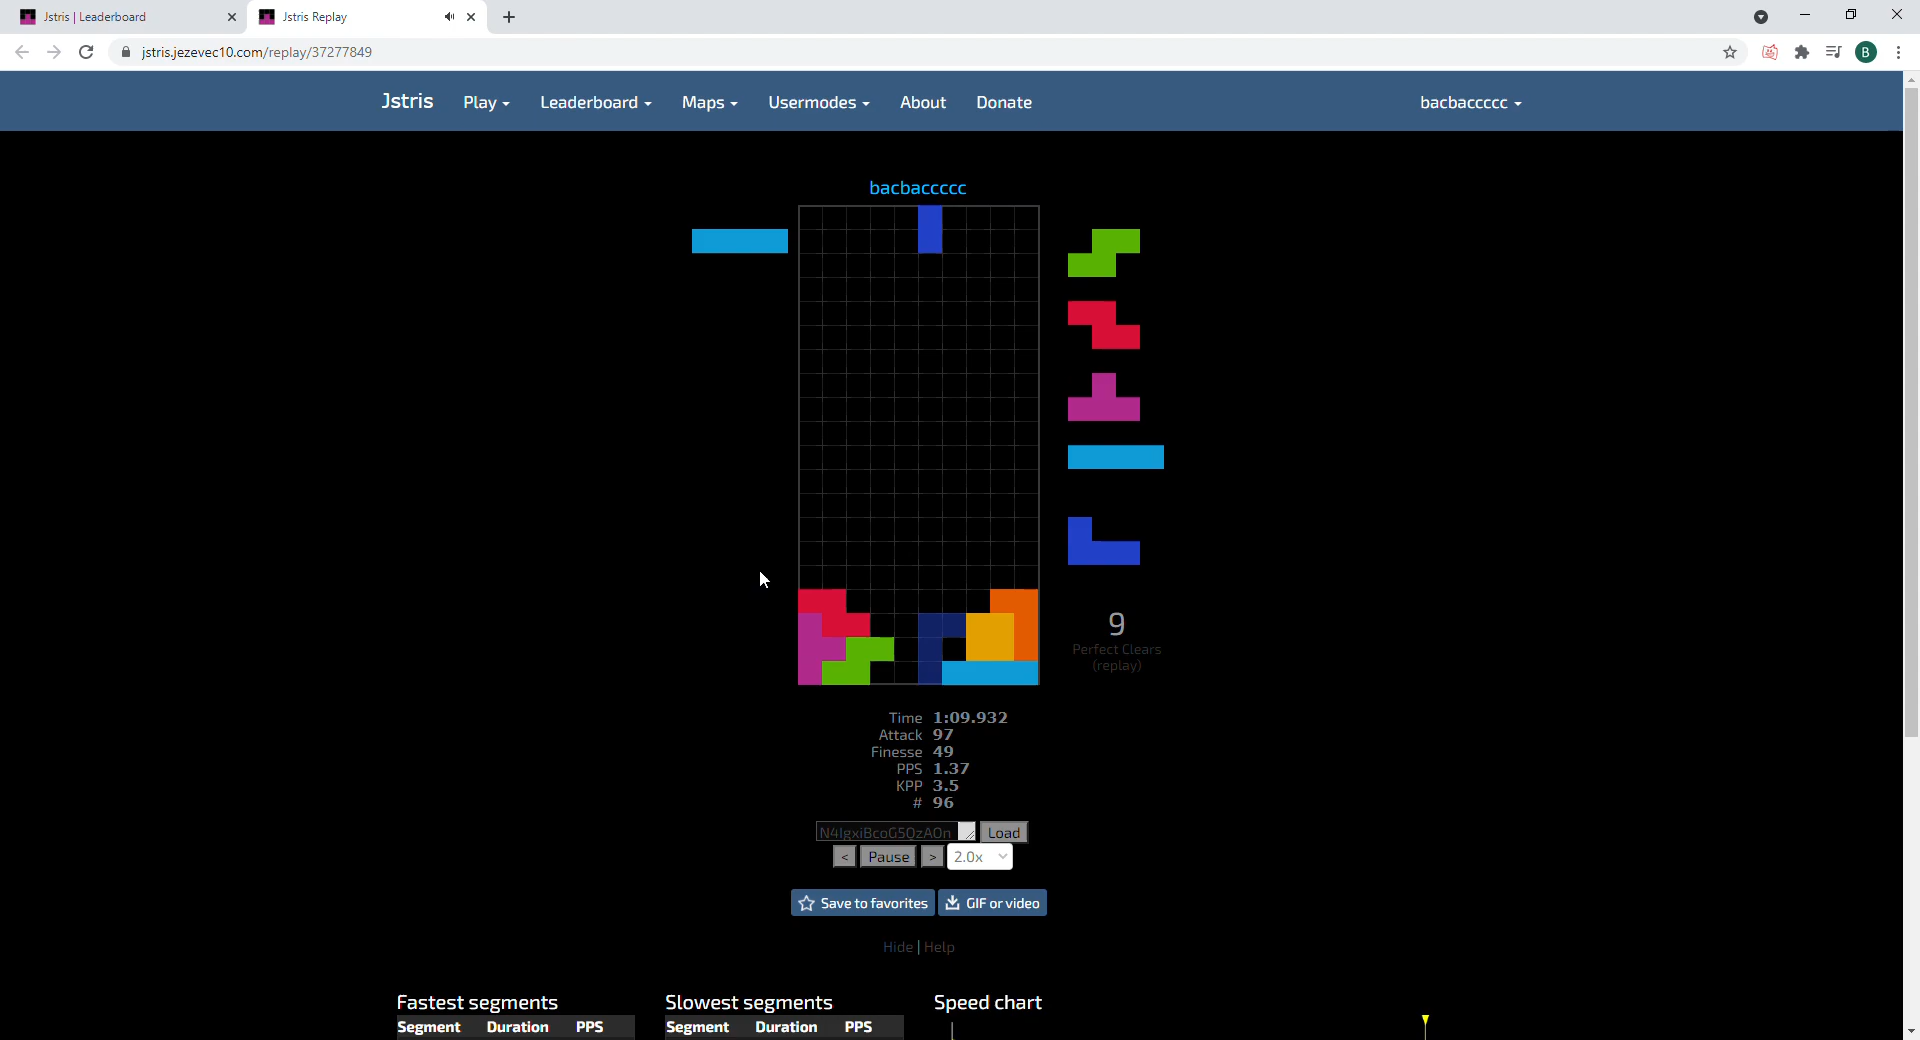 Jstris | Leaderboard
Jstris Replay
jstris.jezevec10.com/replay/37277849
B
Jstris Play Leaderboard Maps Usermodes About Donate bacbaccccc
bacbaccccc
9
Perfect Clears
(replay)
Time 1:09.932
Attack 97
Finesse 49
PPS 1.37
KPP 3.5
# 96
N4IgxiBcoG5QzAOn Load
< Pause > 2.0x
Save to favorites GIF or video
Hide | Help
Fastest segments Slowest segments Speed chart
Segment Duration PPS Segment Duration PPS